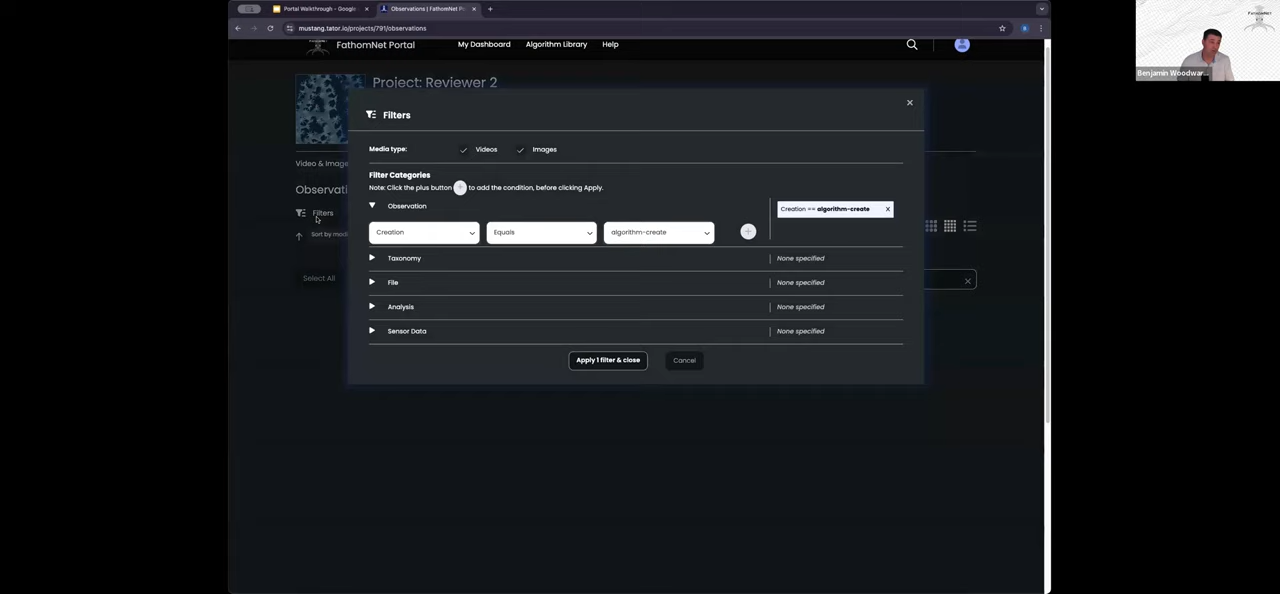 Portal Walkthrough - Google
Observations | FathomNet P
mustang.tator.io/projects/791/observations
FathomNet Portal
My Dashboard
Algorithm Library
Help
Benjamin Woodwar...
Project: Reviewer 2
Filters
Media type:
Videos
Images
Video & Image
Filter Categories
Note: Click the plus button + to add the condition, before clicking Apply.
Observati
Observation
Creation == algorithm-create X
Filters
Creation
Equals
algorithm-create
Sort by modi
Taxonomy
None specified
Select All
File
None specified
Analysis
None specified
Sensor Data
None specified
Apply 1 filter & close
Cancel